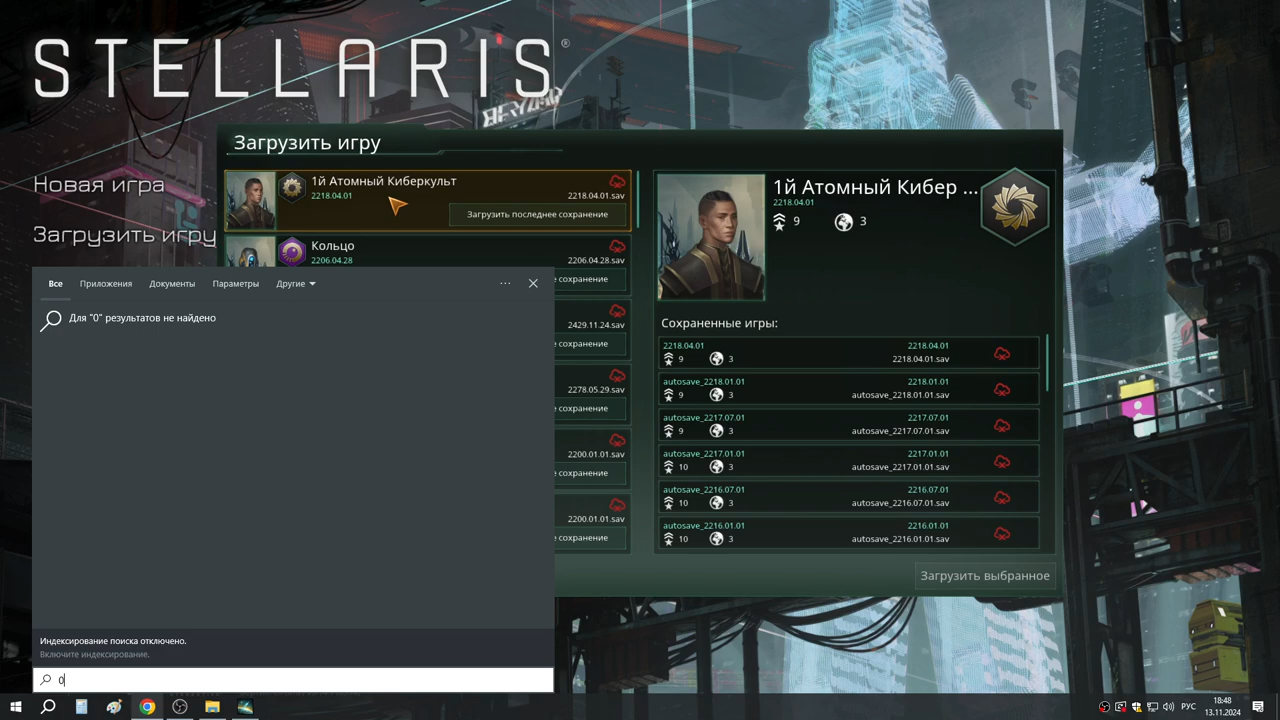 STELLARIS®
BEYOND
Новая игра
Загрузить игру
Загрузить игру
1й Атомный Киберкульт
2218.04.01
2218.04.01.sav
Загрузить последнее сохранение
Кольцо
2206.04.28
2206.04.28.sav
е сохранение
2429.11.24.sav
е сохранение
2278.05.29.sav
е сохранение
2200.01.01.sav
е сохранение
2200.01.01.sav
е сохранение
1й Атомный Кибер ...
2218.04.01
9 3
Сохраненные игры:
2218.04.01 2218.04.01
9 3 2218.04.01.sav
autosave_2218.01.01 2218.01.01
9 3 autosave_2218.01.01.sav
autosave_2217.07.01 2217.07.01
9 3 autosave_2217.07.01.sav
autosave_2217.01.01 2217.01.01
10 3 autosave_2217.01.01.sav
autosave_2216.07.01 2216.07.01
10 3 autosave_2216.07.01.sav
autosave_2216.01.01 2216.01.01
10 3 autosave_2216.01.01.sav
Загрузить выбранное
Все Приложения Документы Параметры Другие ...
Для "0" результатов не найдено
Индексирование поиска отключено.
Включите индексирование.
0
РУС
18:48
13.11.2024